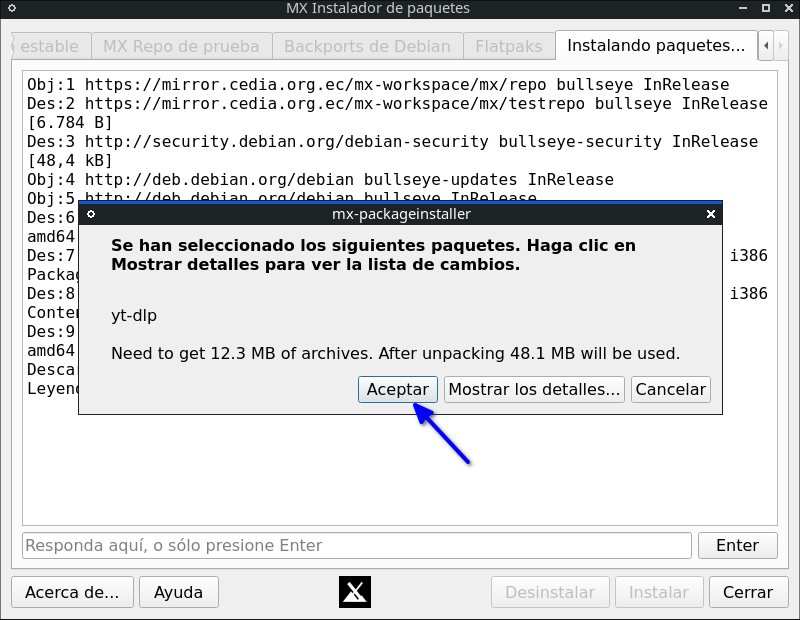 MX Instalador de paquetes
estable
MX Repo de prueba
Backports de Debian
Flatpaks
Instalando paquetes...
Obj:1 https://mirror.cedia.org.ec/mx-workspace/mx/repo bullseye InRelease
Des:2 https://mirror.cedia.org.ec/mx-workspace/mx/testrepo bullseye InRelease
[6.784 B]
Des:3 http://security.debian.org/debian-security bullseye-security InRelease
[48,4 kB]
Obj:4 http://deb.debian.org/debian bullseye-updates InRelease
Obj:5 http://deb.debian.org/debian bullseye InRelease
Des:6
amd64
Des:7 i386
Packag
Des:8 i386
Conten
Des:9
amd64
Descar
Leyend
mx-packageinstaller
Se han seleccionado los siguientes paquetes. Haga clic en
Mostrar detalles para ver la lista de cambios.
yt-dlp
Need to get 12.3 MB of archives. After unpacking 48.1 MB will be used.
Aceptar
Mostrar los detalles...
Cancelar
Responda aquí, o sólo presione Enter
Enter
Acerca de...
Ayuda
Desinstalar
Instalar
Cerrar